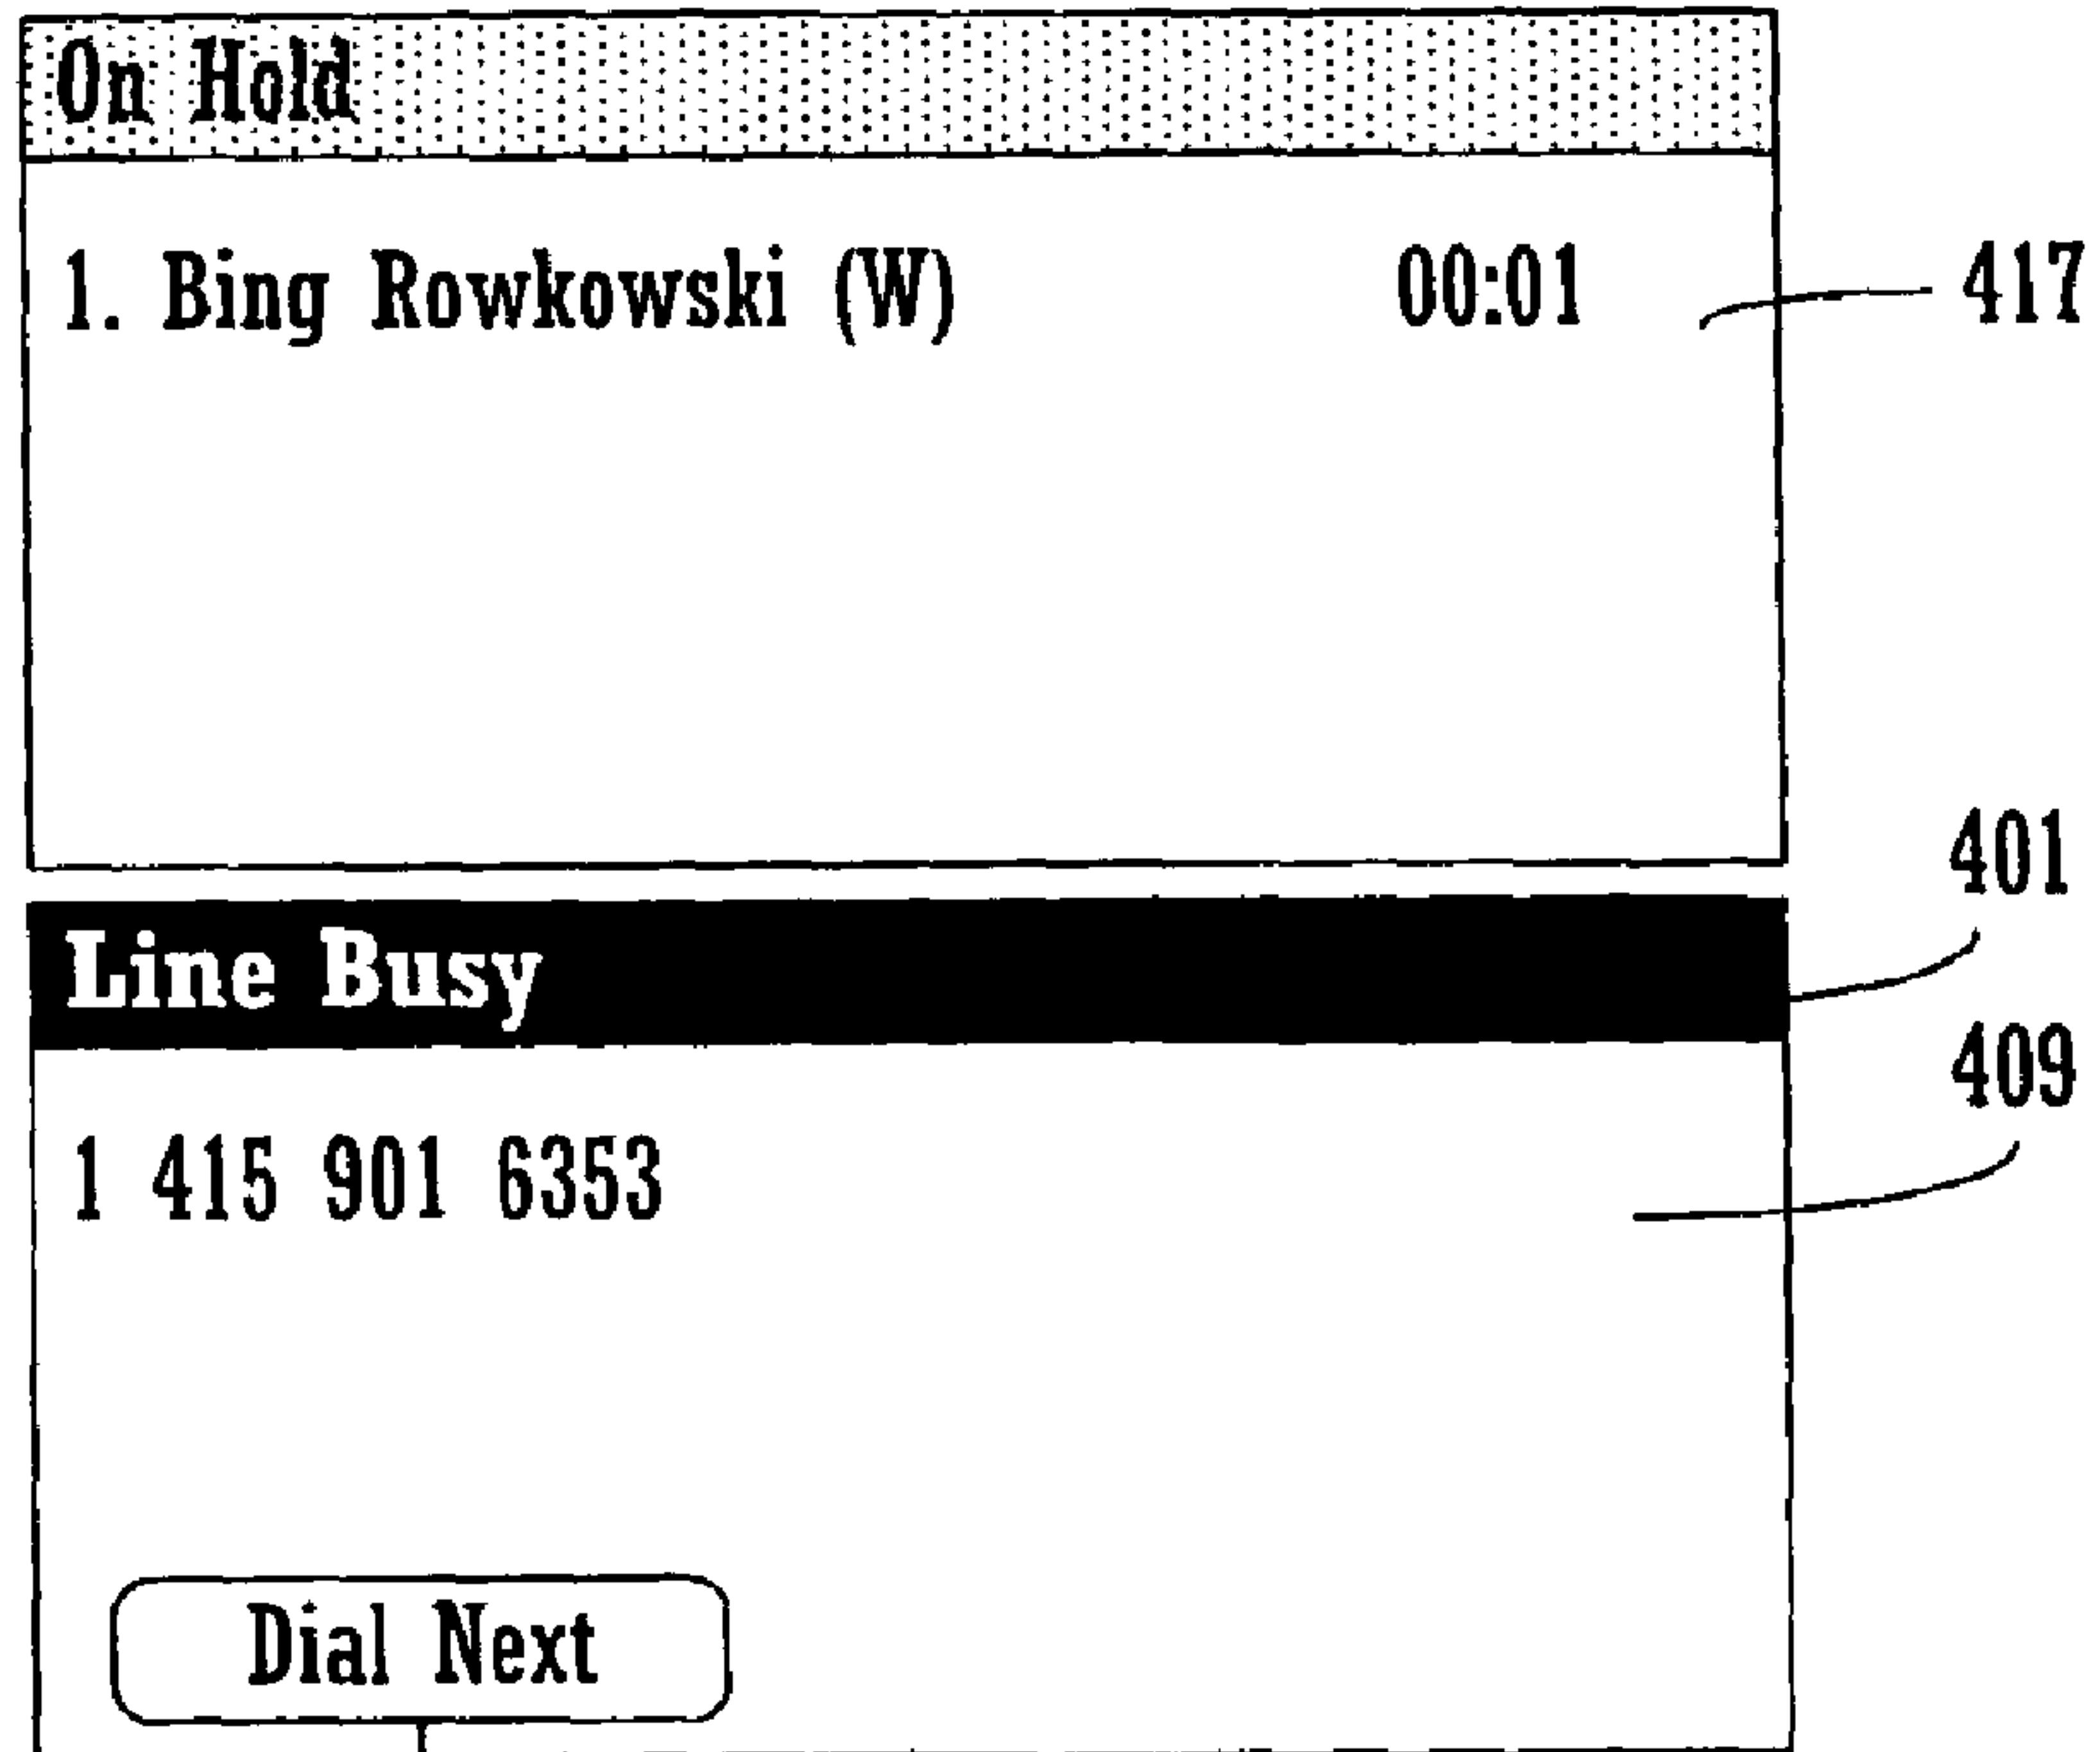 On Hold
1. Bing Rowkowski (W) 00:01
417
401
Line Busy
409
1 415 901 6353
Dial Next